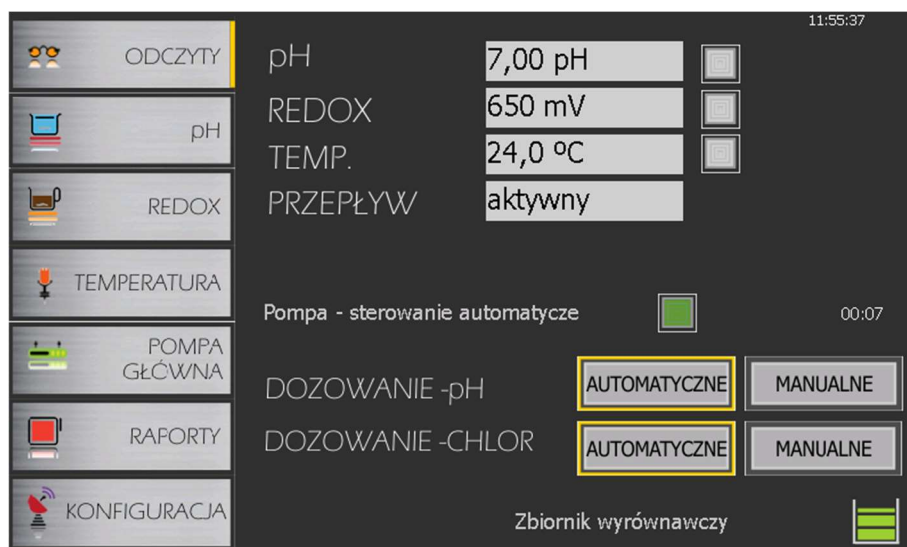 11:55:37
ODCZYTY
pH
REDOX
TEMPERATURA
POMPA
GŁÓWNA
RAPORTY
KONFIGURACJA
pH 7,00 pH
REDOX 650 mV
TEMP. 24,0 ºC
PRZEPŁYW aktywny
Pompa - sterowanie automatycze 00:07
DOZOWANIE -pH AUTOMATYCZNE MANUALNE
DOZOWANIE -CHLOR AUTOMATYCZNE MANUALNE
Zbiornik wyrównawczy